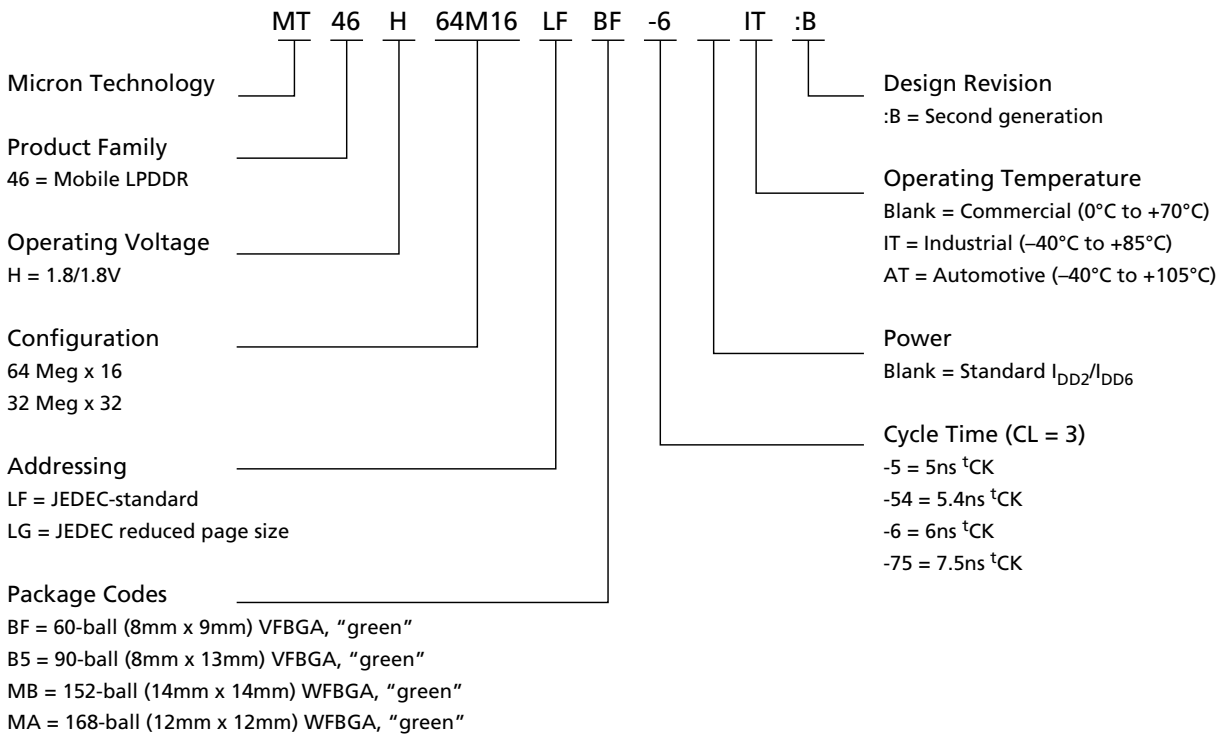 MT 46 H 64M16 LF BF -6 IT :B
Micron Technology
Product Family
46 = Mobile LPDDR
Operating Voltage
H = 1.8/1.8V
Configuration
64 Meg x 16
32 Meg x 32
Addressing
LF = JEDEC-standard
LG = JEDEC reduced page size
Package Codes
BF = 60-ball (8mm x 9mm) VFBGA, “green”
B5 = 90-ball (8mm x 13mm) VFBGA, “green”
MB = 152-ball (14mm x 14mm) WFBGA, “green”
MA = 168-ball (12mm x 12mm) WFBGA, “green”
Design Revision
:B = Second generation
Operating Temperature
Blank = Commercial (0°C to +70°C)
IT = Industrial (–40°C to +85°C)
AT = Automotive (–40°C to +105°C)
Power
Blank = Standard IDD2/IDD6
Cycle Time (CL = 3)
-5 = 5ns tCK
-54 = 5.4ns tCK
-6 = 6ns tCK
-75 = 7.5ns tCK